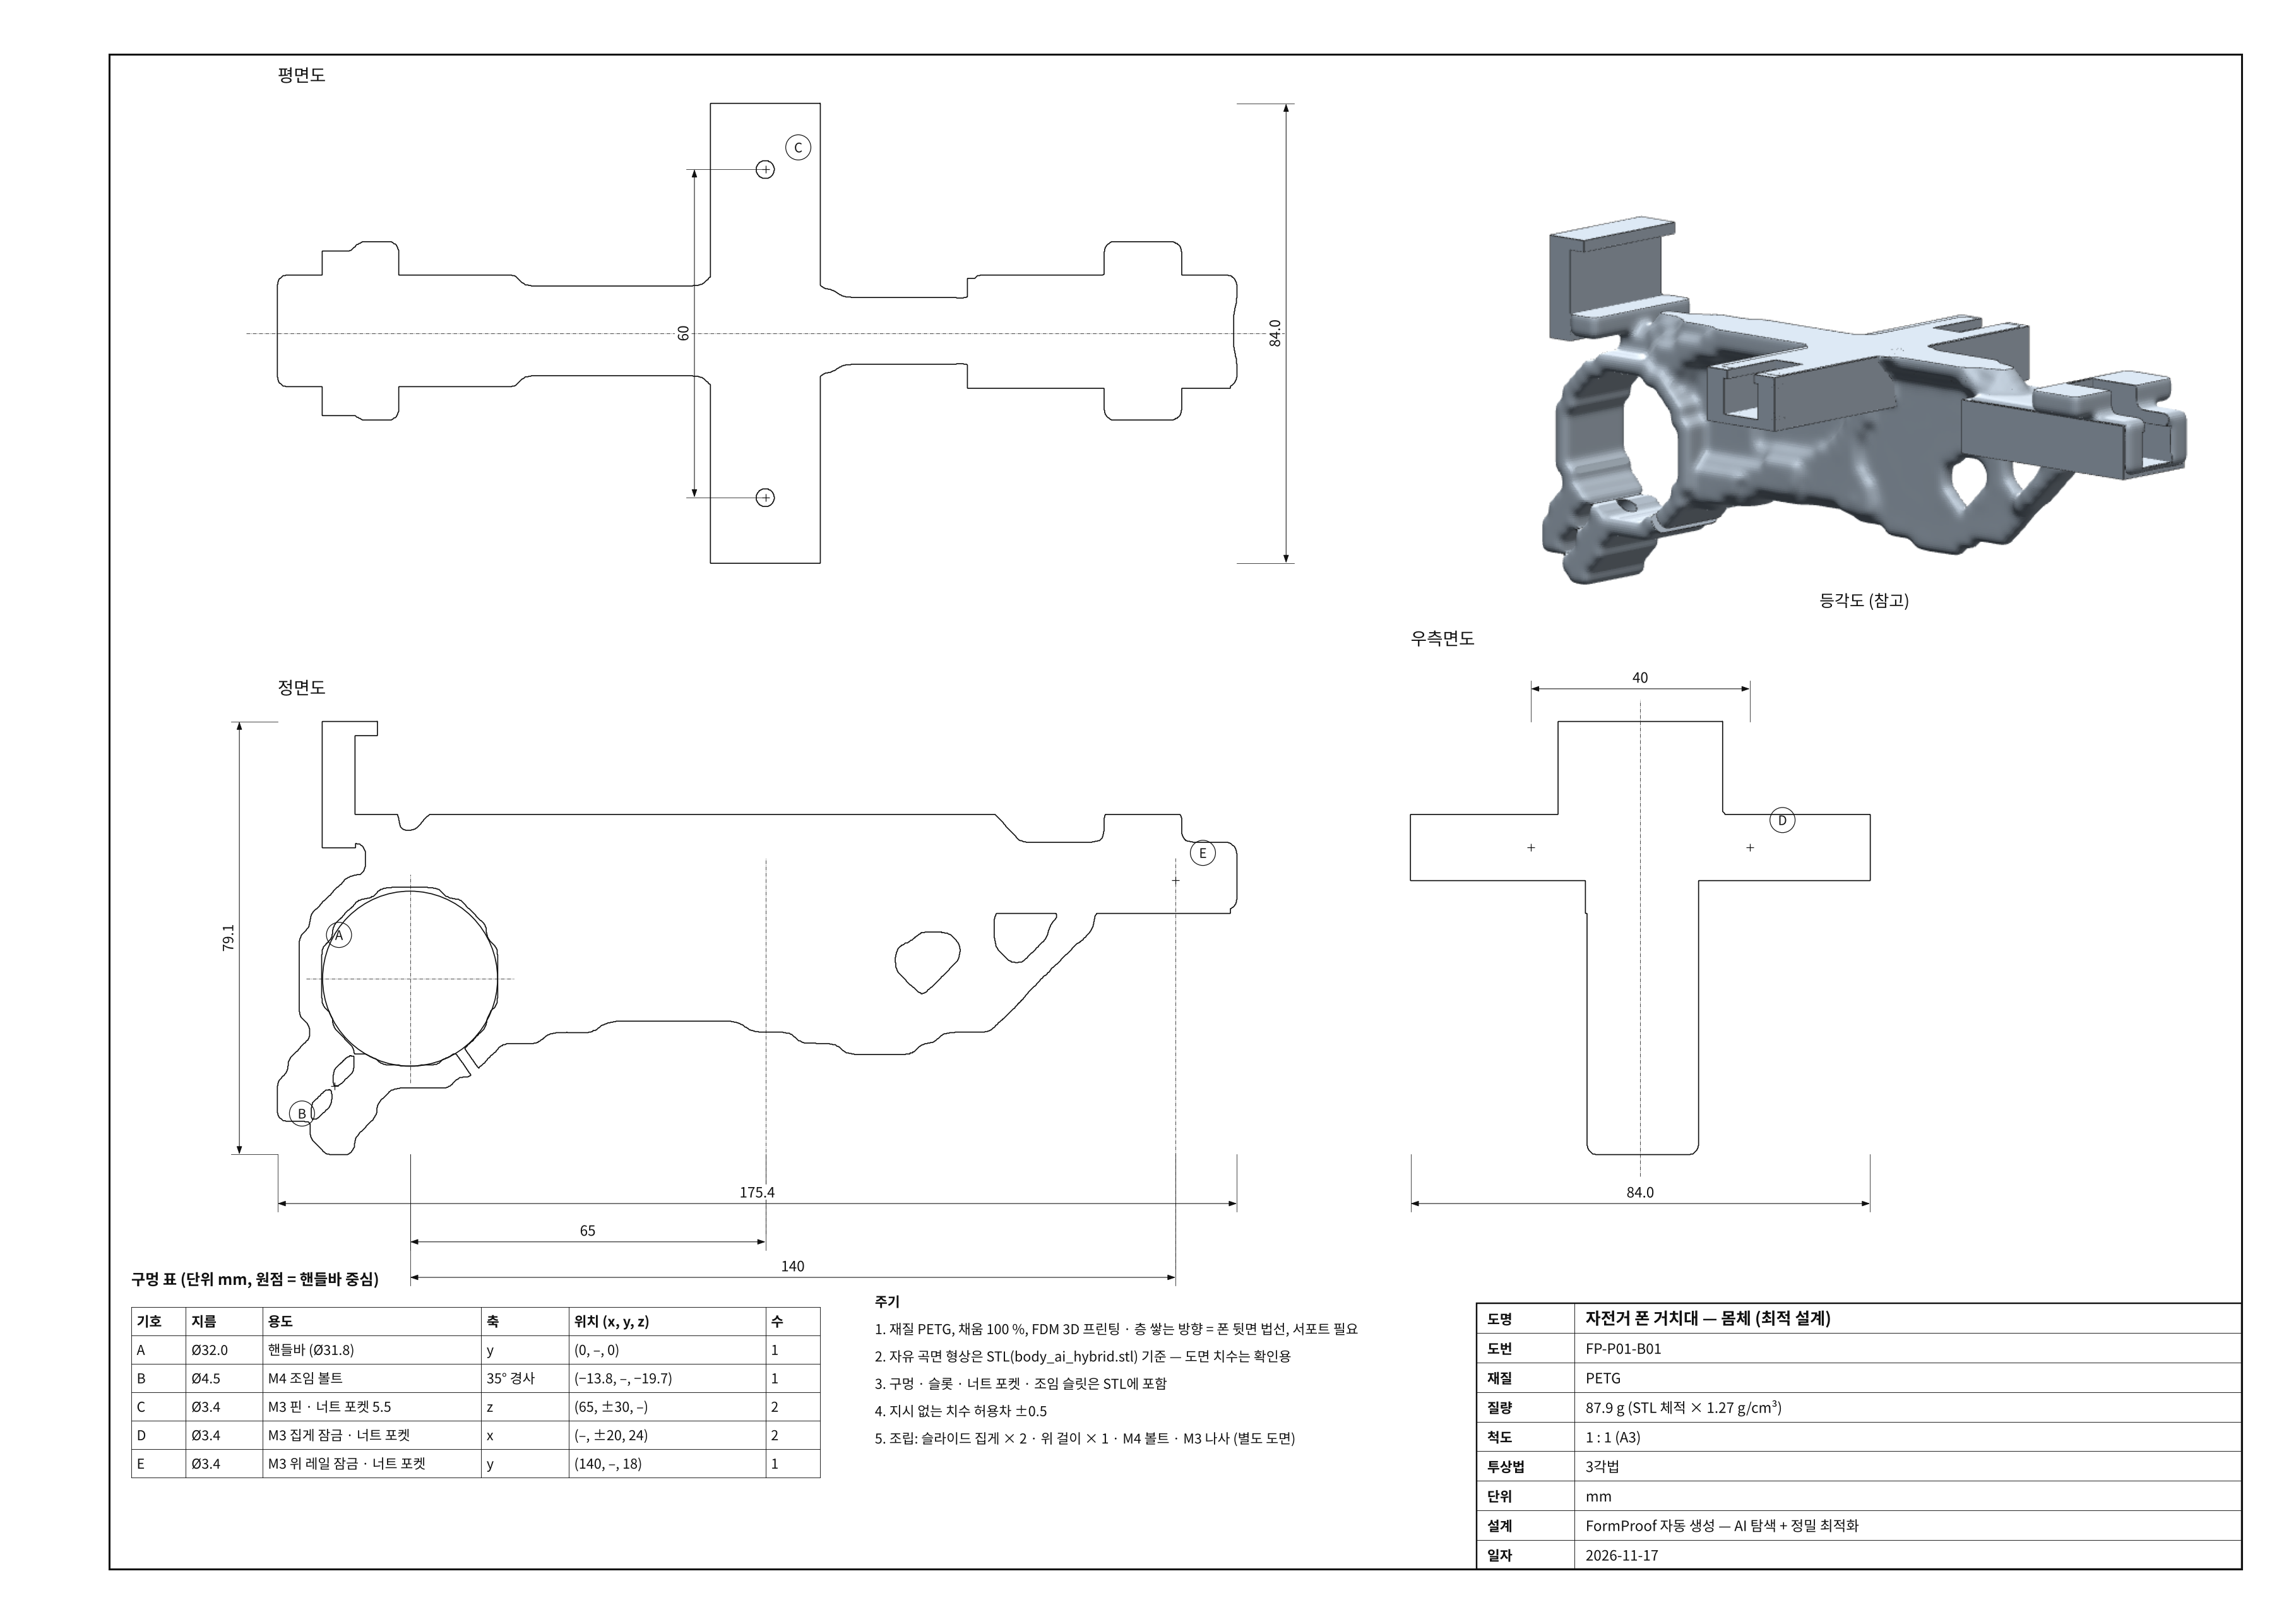 평면도
C
60
84.0
등각도 (참고)
우측면도
40
D
84.0
정면도
79.1
A
B
E
175.4
65
140
구멍 표 (단위 mm, 원점 = 핸들바 중심)
기호 지름 용도 축 위치 (x, y, z) 수
A Ø32.0 핸들바 (Ø31.8) y (0, –, 0) 1
B Ø4.5 M4 조임 볼트 35° 경사 (−13.8, –, −19.7) 1
C Ø3.4 M3 핀 · 너트 포켓 5.5 z (65, ±30, –) 2
D Ø3.4 M3 집게 잠금 · 너트 포켓 x (–, ±20, 24) 2
E Ø3.4 M3 위 레일 잠금 · 너트 포켓 y (140, –, 18) 1
주기
1. 재질 PETG, 채움 100 %, FDM 3D 프린팅 · 층 쌓는 방향 = 폰 뒷면 법선, 서포트 필요
2. 자유 곡면 형상은 STL(body_ai_hybrid.stl) 기준 — 도면 치수는 확인용
3. 구멍 · 슬롯 · 너트 포켓 · 조임 슬릿은 STL에 포함
4. 지시 없는 치수 허용차 ±0.5
5. 조립: 슬라이드 집게 × 2 · 위 걸이 × 1 · M4 볼트 · M3 나사 (별도 도면)
도명 자전거 폰 거치대 — 몸체 (최적 설계)
도번 FP-P01-B01
재질 PETG
질량 87.9 g (STL 체적 × 1.27 g/cm³)
척도 1 : 1 (A3)
투상법 3각법
단위 mm
설계 FormProof 자동 생성 — AI 탐색 + 정밀 최적화
일자 2026-11-17